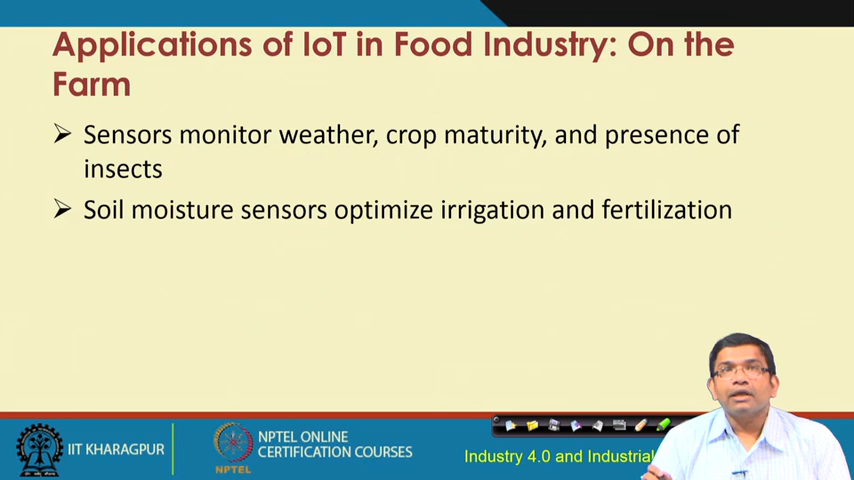 Applications of IoT in Food Industry: On the
Farm
➢ Sensors monitor weather, crop maturity, and presence of
insects
➢ Soil moisture sensors optimize irrigation and fertilization
IIT KHARAGPUR
NPTEL
NPTEL ONLINE
CERTIFICATION COURSES
Industry 4.0 and Industrial